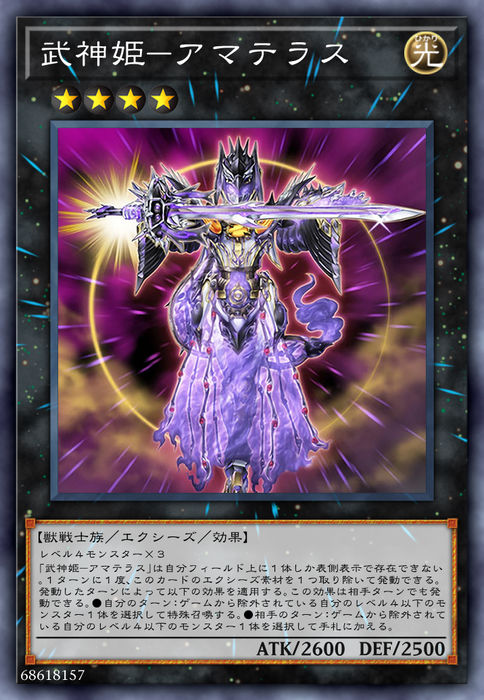 武神姫－アマテラス
ひかり
光
【獣戦士族／エクシーズ／効果】
レベル４モンスター×３
「武神姫－アマテラス」は自分フィールド上に１体しか表側表示で存在できない。
１ターンに１度、このカードのエクシーズ素材を１つ取り除いて発動できる。
発動したターンによって以下の効果を適用する。この効果は相手ターンでも発
動できる。●自分のターン：ゲームから除外されている自分のレベル４以下のモ
ンスター１体を選択して特殊召喚する。●相手のターン：ゲームから除外されて
いる自分のレベル４以下のモンスター１体を選択して手札に加える。
ATK/2600 DEF/2500
68618157